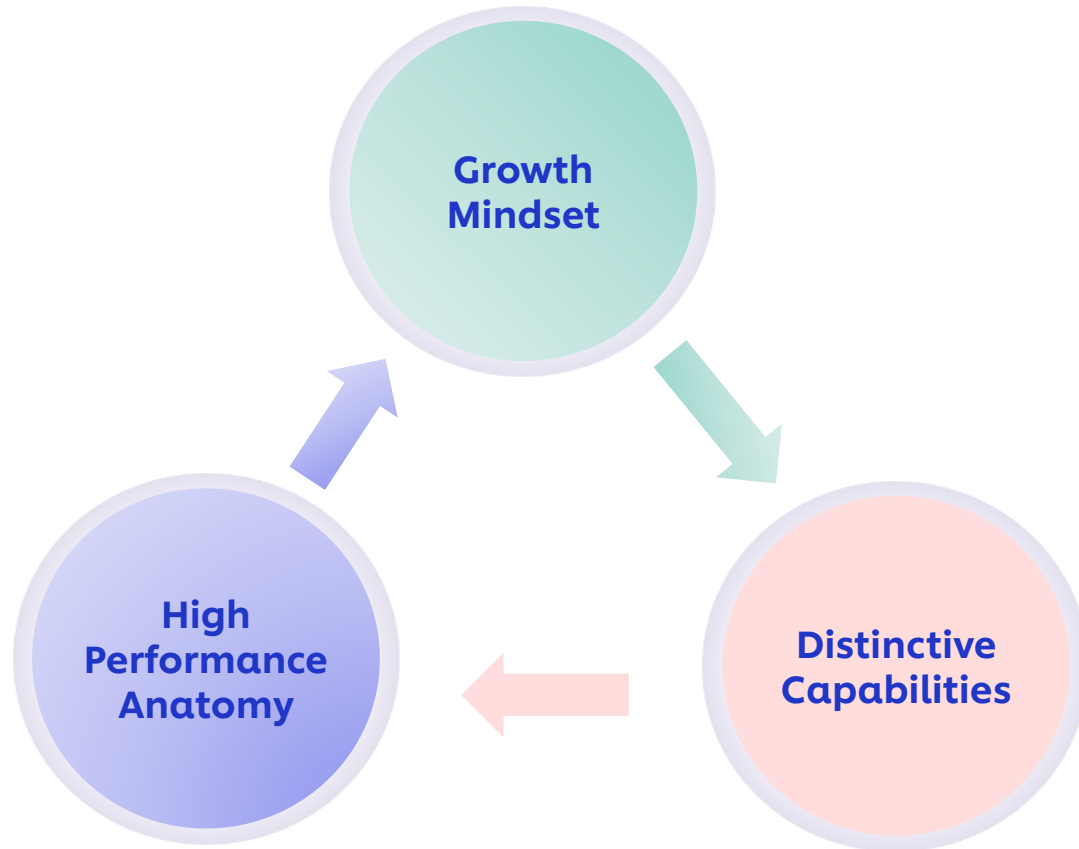 Growth
Mindset
High
Performance
Anatomy
Distinctive
Capabilities